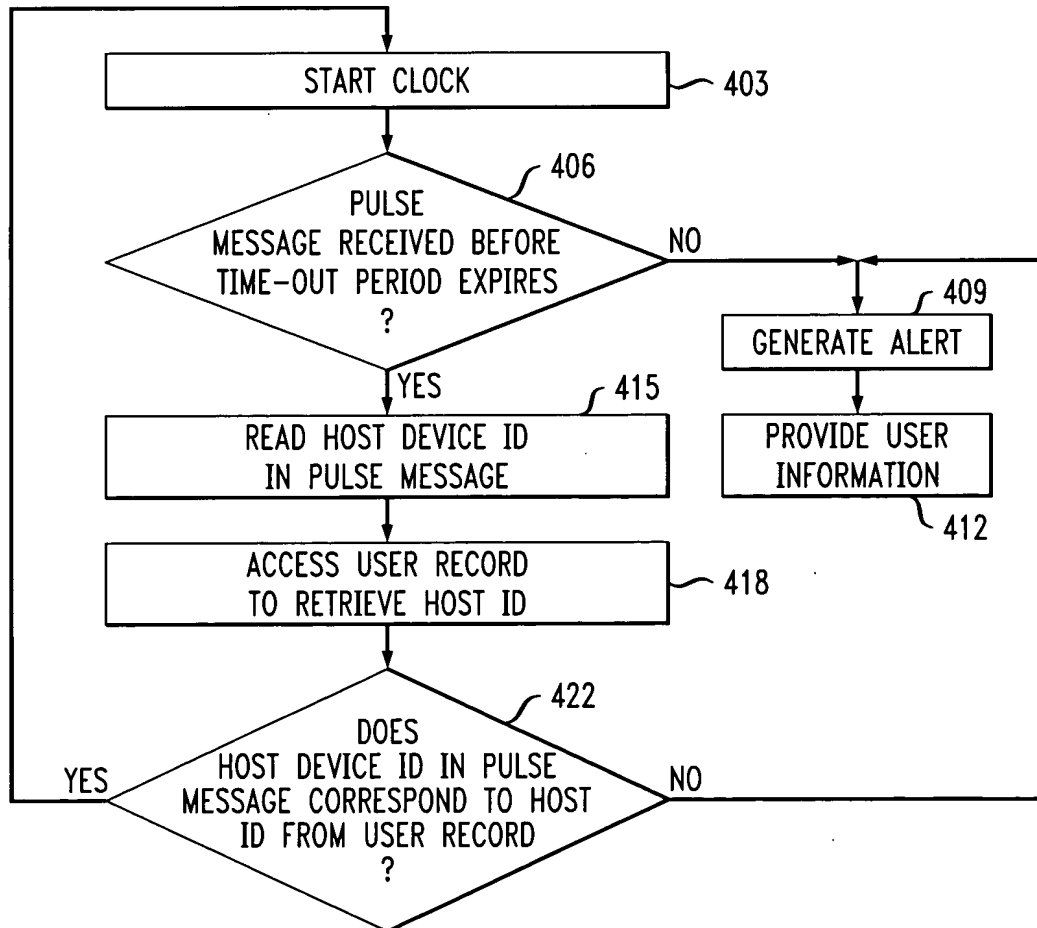 START CLOCK
403
406
PULSE
MESSAGE RECEIVED BEFORE
TIME-OUT PERIOD EXPIRES
?
NO
YES
409
GENERATE ALERT
415
READ HOST DEVICE ID
IN PULSE MESSAGE
PROVIDE USER
INFORMATION
412
ACCESS USER RECORD
TO RETRIEVE HOST ID
418
422
DOES
HOST DEVICE ID IN PULSE
MESSAGE CORRESPOND TO HOST
ID FROM USER RECORD
?
YES
NO